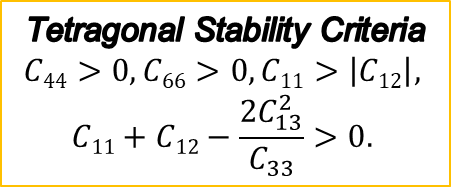 Tetragonal Stability Criteria
C₄₄ > 0, C₆₆ > 0, C₁₁ > |C₁₂|,
C₁₁ + C₁₂ − 2C₁₃²/C₃₃ > 0.